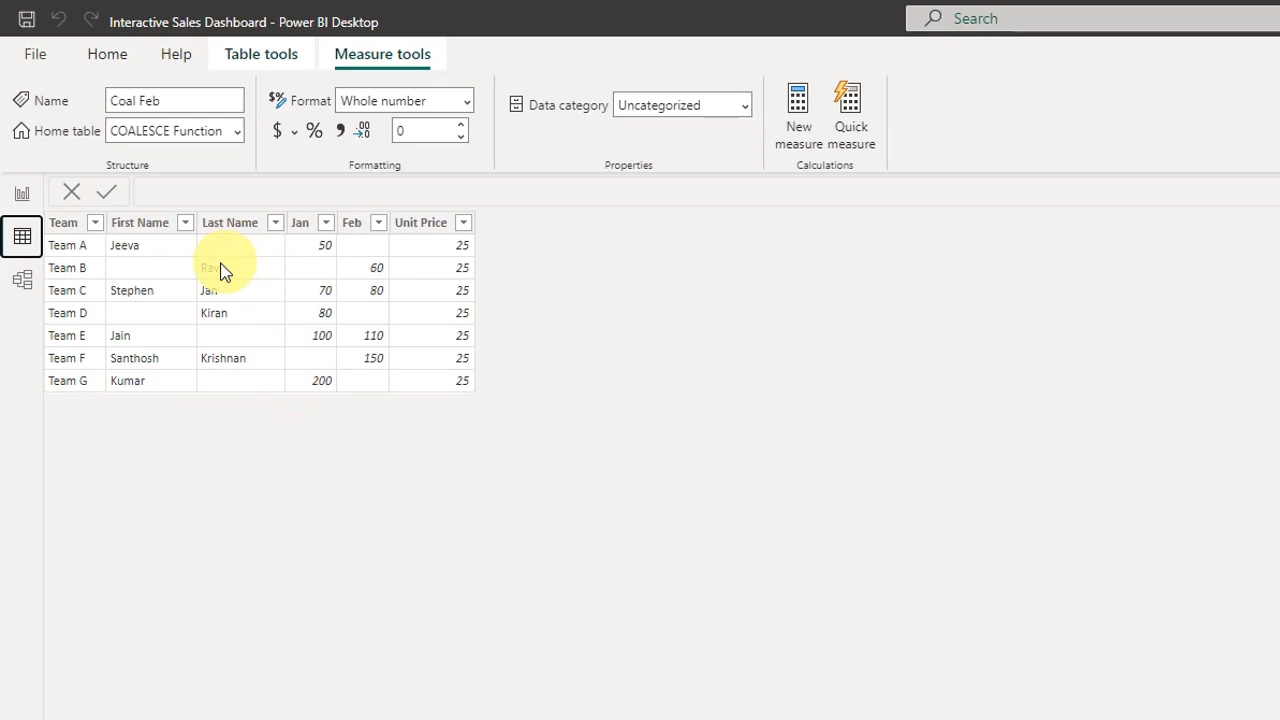 Interactive Sales Dashboard - Power BI Desktop
Search
File Home Help Table tools Measure tools
Name Coal Feb
Home table COALESCE Function
Structure
Format Whole number
$ % 9 .00 0
Formatting
Data category Uncategorized
Properties
New measure
Quick measure
Calculations
Team First Name Last Name Jan Feb Unit Price
Team A Jeeva 50 25
Team B 60 25
Team C Stephen Jan 70 80 25
Team D Kiran 80 25
Team E Jain 100 110 25
Team F Santhosh Krishnan 150 25
Team G Kumar 200 25